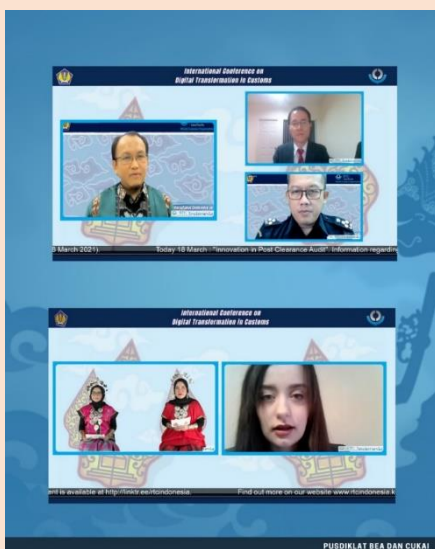 International Conference on
Digital Transformation in Customs
8 March 2021).
Today 18 March : "Innovation in Post Clearance Audit". Information regardin
International Conference on
Digital Transformation in Customs
ent is available at http://linktr.ee/rtcindonesia.
Find out more on our website www.rtcindonesia.k
PUSDIKLAT BEA DAN CUKAI